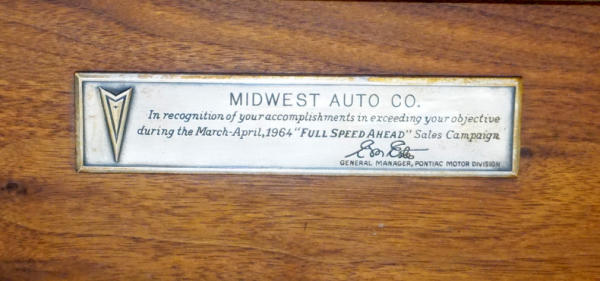 MIDWEST AUTO CO.
In recognition of your accomplishments in exceeding your objective
during the March-April, 1964 "FULL SPEED AHEAD" Sales Campaign
GENERAL MANAGER, PONTIAC MOTOR DIVISION